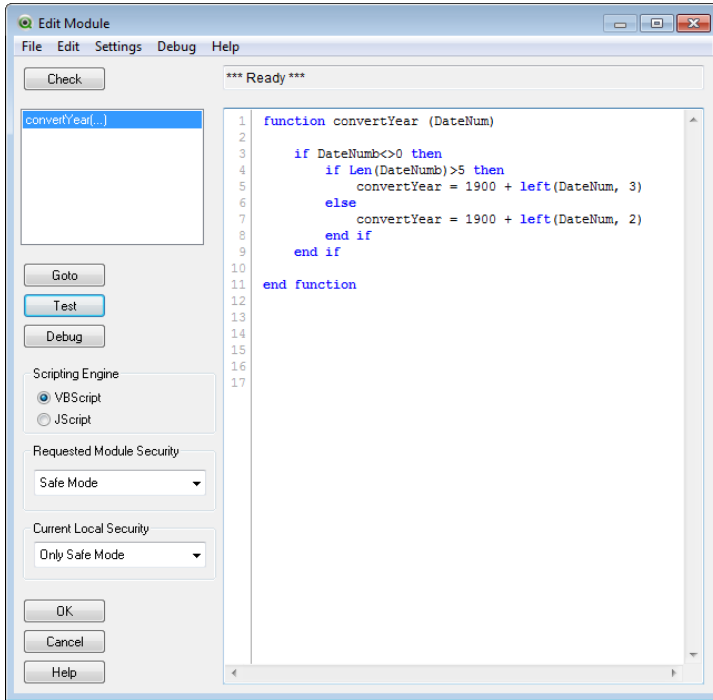 Edit Module
File Edit Settings Debug Help
Check
*** Ready ***
convertYear(...)
1 function convertYear (DateNum)
2
3 if DateNumb<>0 then
4 if Len(DateNumb)>5 then
5 convertYear = 1900 + left(DateNum, 3)
6 else
7 convertYear = 1900 + left(DateNum, 2)
8 end if
9 end if
10
11 end function
12
13
14
15
16
17
Goto
Test
Debug
Scripting Engine
VBScript
JScript
Requested Module Security
Safe Mode
Current Local Security
Only Safe Mode
OK
Cancel
Help